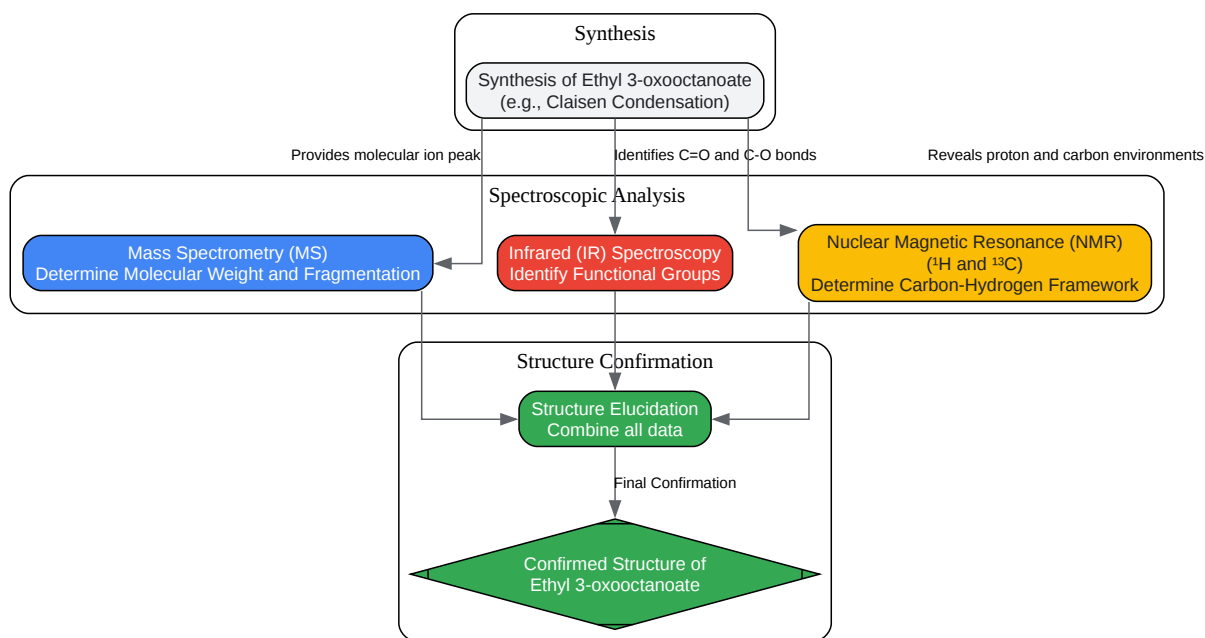 Synthesis
Synthesis of Ethyl 3-oxooctanoate
(e.g., Claisen Condensation)
Provides molecular ion peak
Identifies C=O and C-O bonds
Reveals proton and carbon environments
Spectroscopic Analysis
Mass Spectrometry (MS)
Determine Molecular Weight and Fragmentation
Infrared (IR) Spectroscopy
Identify Functional Groups
Nuclear Magnetic Resonance (NMR)
(¹H and ¹³C)
Determine Carbon-Hydrogen Framework
Structure Confirmation
Structure Elucidation
Combine all data
Final Confirmation
Confirmed Structure of
Ethyl 3-oxooctanoate